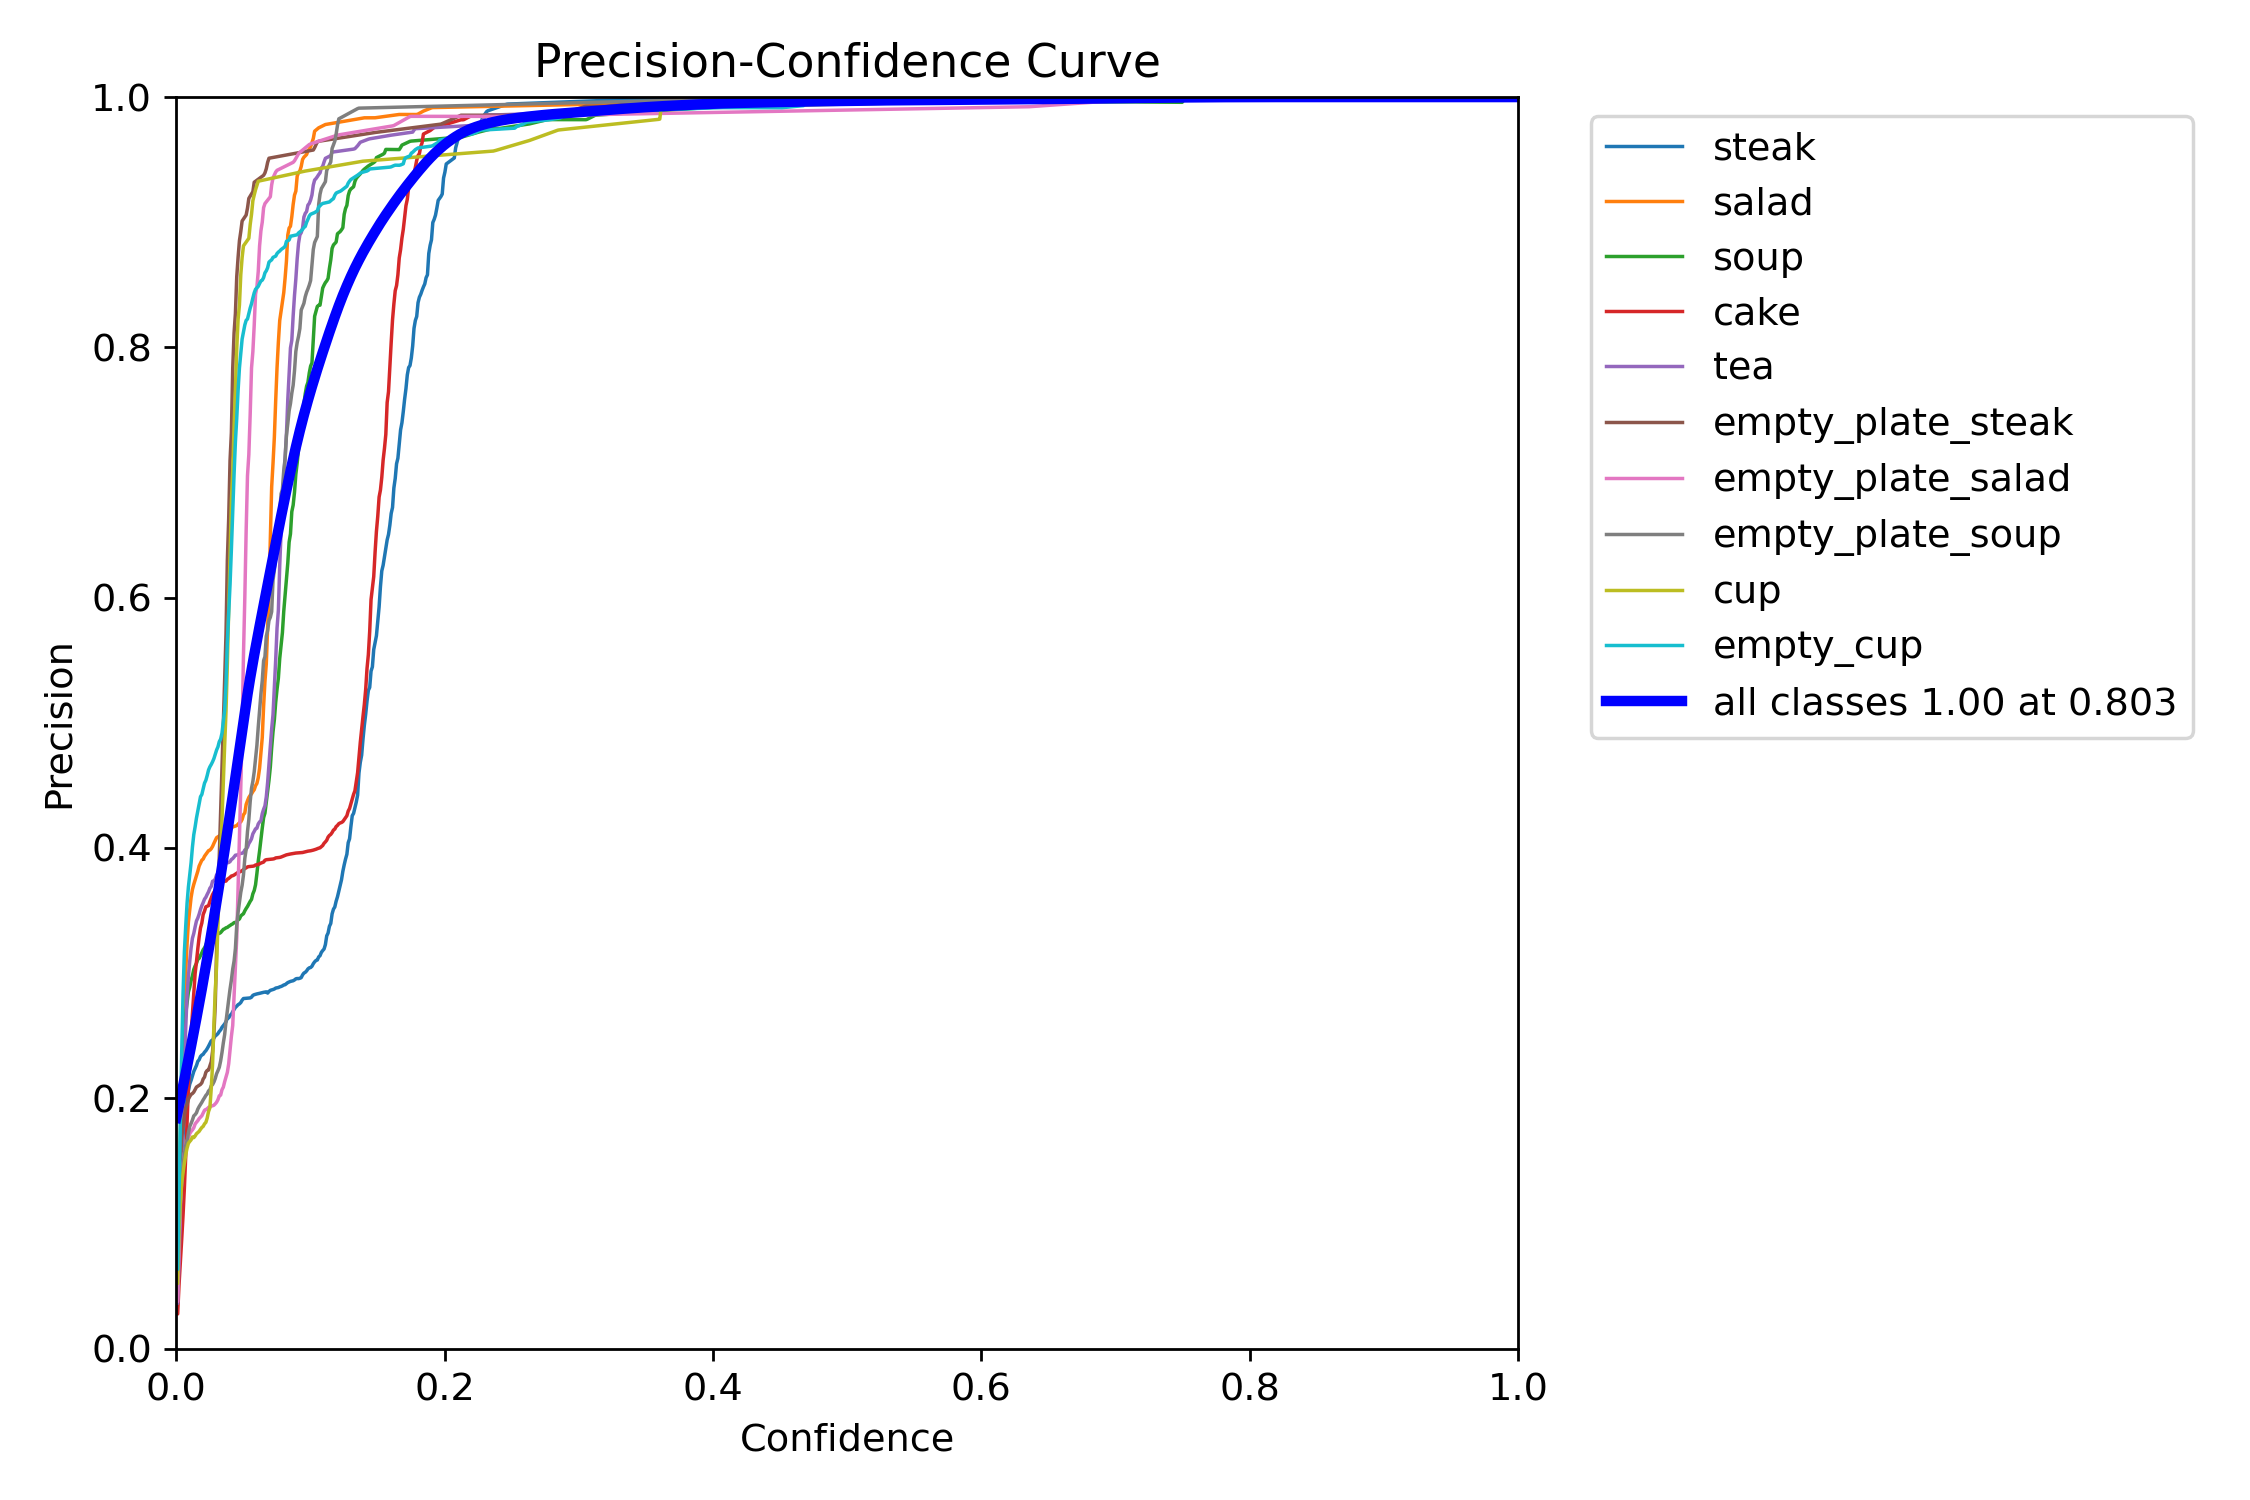 Precision-Confidence Curve
1.0
0.8
0.6
0.4
0.2
0.0
Precision
0.0 0.2 0.4 0.6 0.8 1.0
Confidence
steak
salad
soup
cake
tea
empty_plate_steak
empty_plate_salad
empty_plate_soup
cup
empty_cup
all classes 1.00 at 0.803